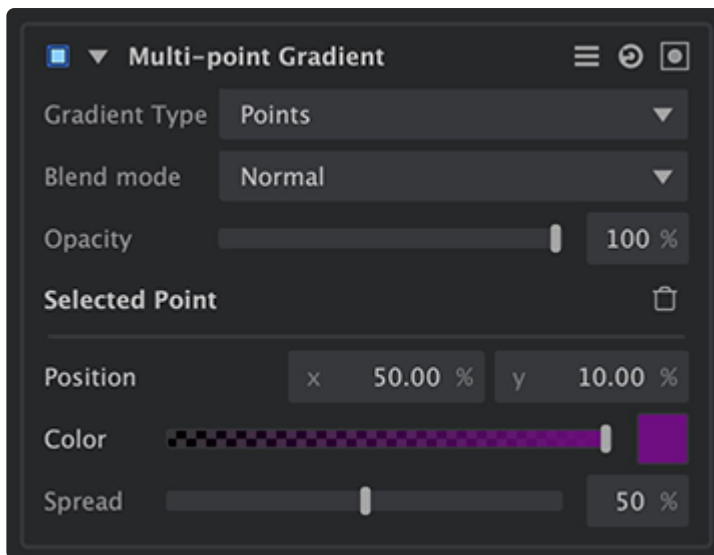 Multi-point Gradient
Gradient Type Points
Blend mode Normal
Opacity 100 %
Selected Point
Position x 50.00 % y 10.00 %
Color
Spread 50 %